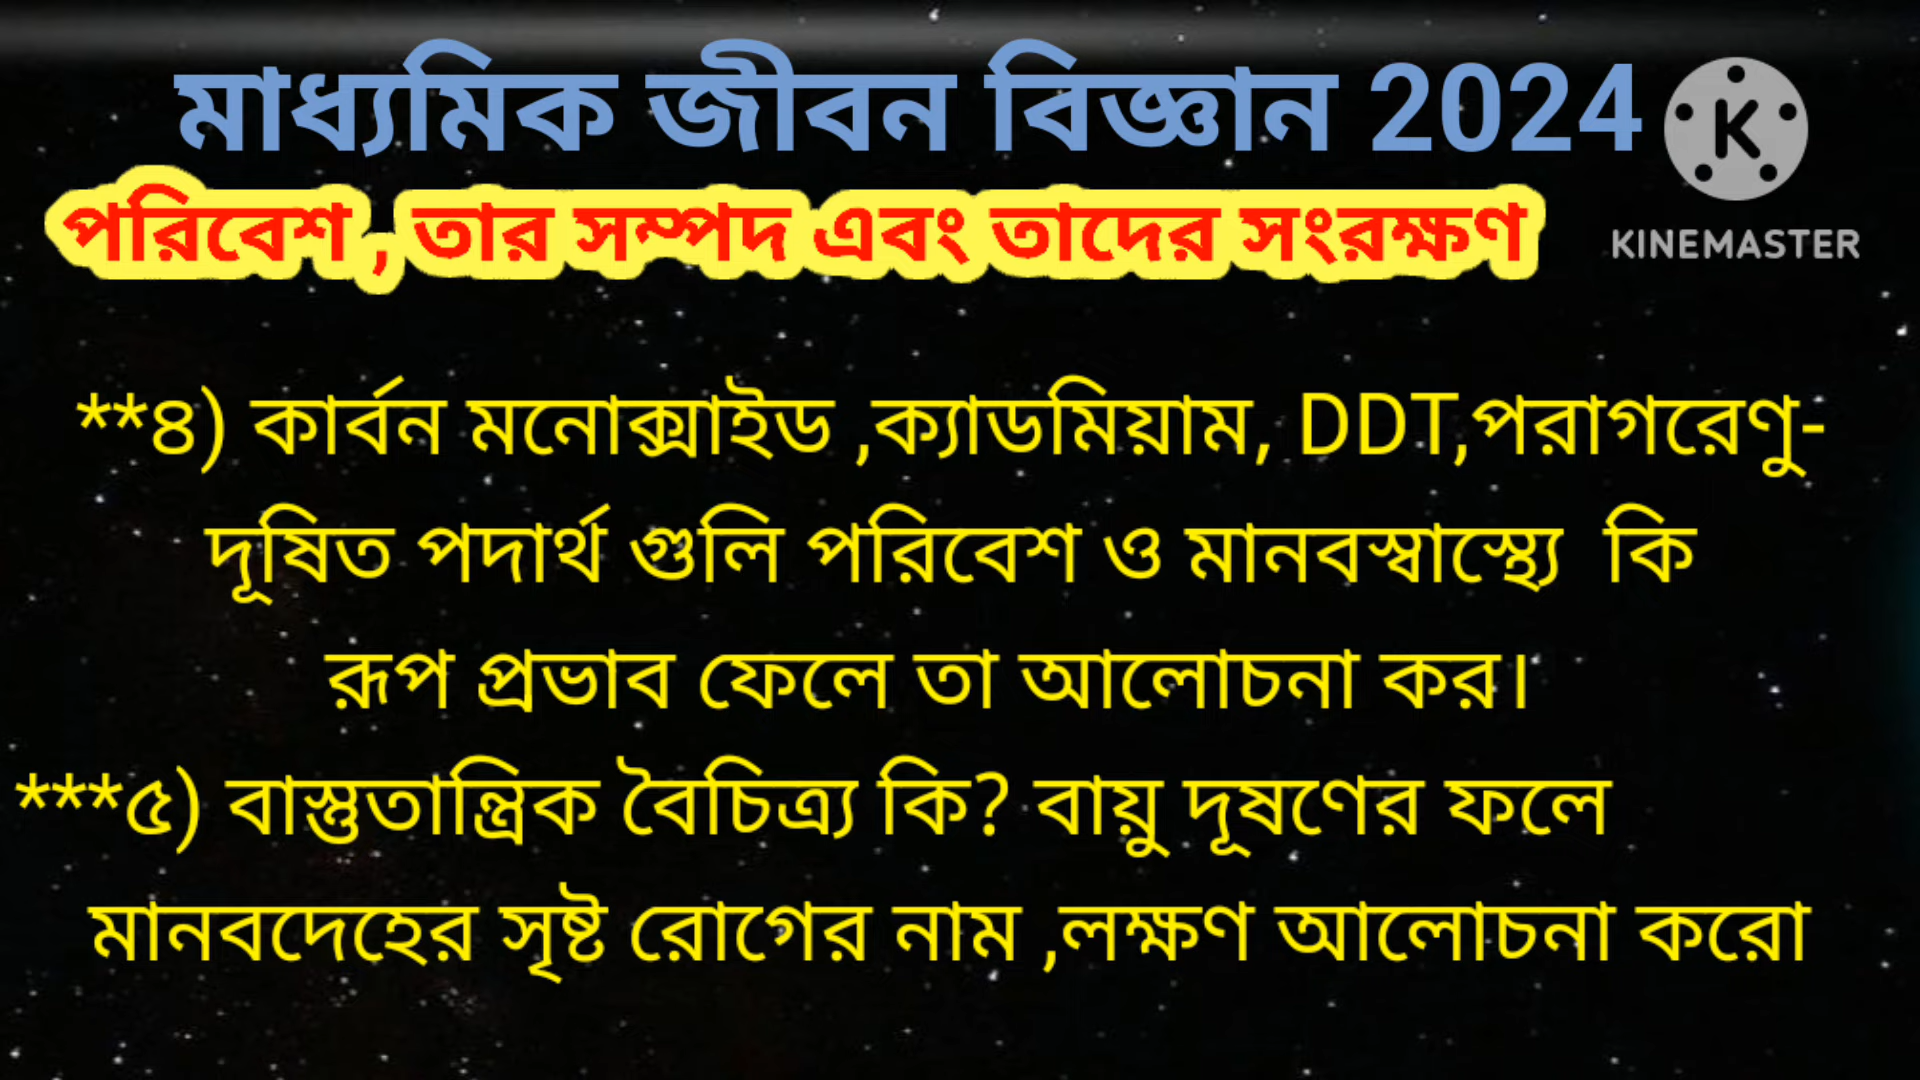 মাধ্যমিক জীবন বিজ্ঞান 2024
পরিবেশ , তার সম্পদ এবং তাদের সংরক্ষণ
K
KINEMASTER
**৪) কার্বন মনোক্সাইড ,ক্যাডমিয়াম, DDT,পরাগরেণু-
দূষিত পদার্থ গুলি পরিবেশ ও মানবস্বাস্থ্যে কি
রূপ প্রভাব ফেলে তা আলোচনা কর।
***৫) বাস্তুতান্ত্রিক বৈচিত্র্য কি? বায়ু দূষণের ফলে
মানবদেহের সৃষ্ট রোগের নাম ,লক্ষণ আলোচনা করো